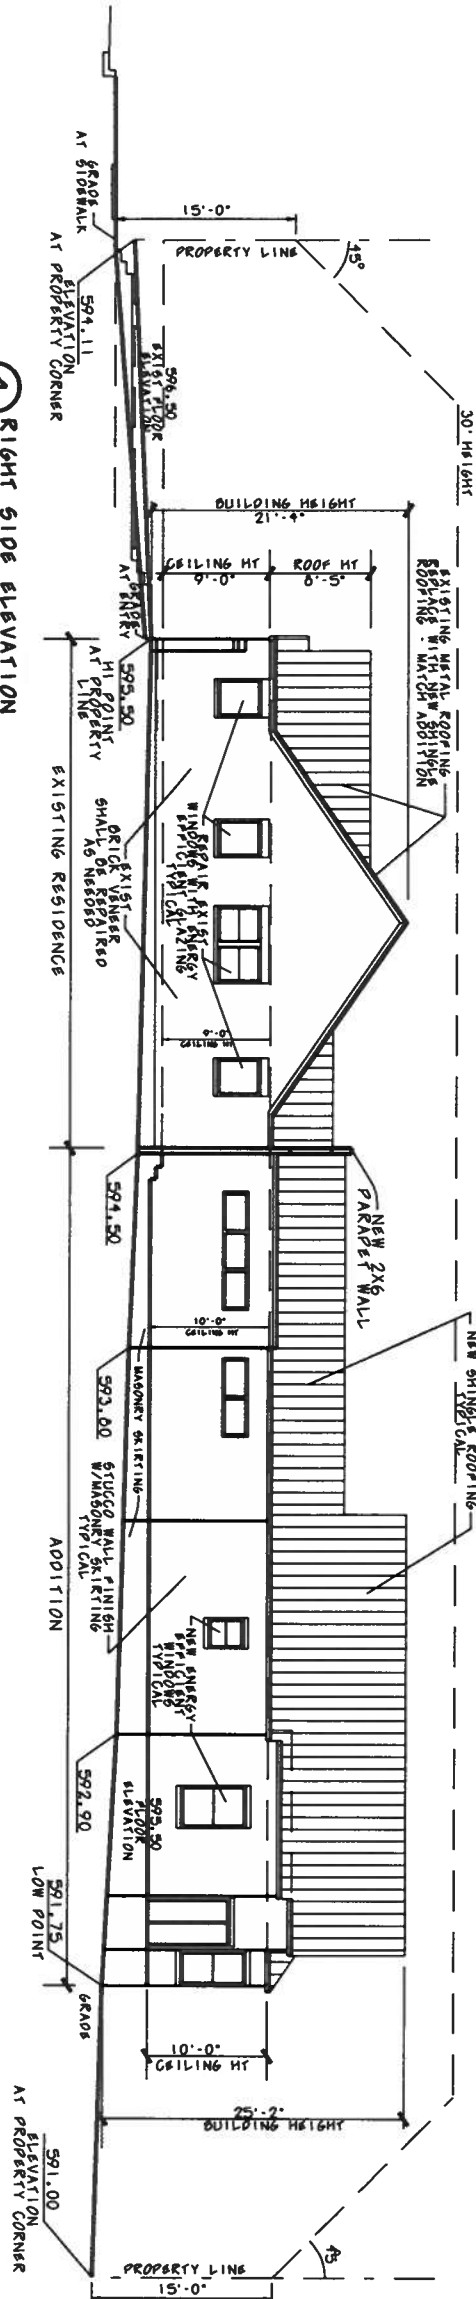 15'-0"
PROPERTY LINE
45°
30' HEIGHT
GRADE
AT SIDEWALK
594.11
ELEVATION
AT PROPERTY CORNER
596.50
EXIST FLOOR
ELEVATION
BUILDING HEIGHT
21'-4"
CEILING HT
9'-0"
ROOF HT
8'-5"
EXISTING METAL ROOFING
REPLACE WITH NEW SHINGLE
ROOFING - MATCH ADDITION
GRADE
AT ENTRY
595.50
HI POINT
AT PROPERTY
LINE
REPAIR EXIST
WINDOWS WITH ENERGY
EFFICIENT GLAZING
TYPICAL
EXIST
BRICK VENEER
SHALL BE REPAIRED
AS NEEDED
9'-0"
CEILING HT
EXISTING RESIDENCE
1 RIGHT SIDE ELEVATION
NEW 2X6
PARAPET WALL
594.50
10'-0"
CEILING HT
MASONRY SKIRTING
593.80
NEW SHINGLE ROOFING
TYPICAL
STUCCO WALL FINISH
W/MASONRY SKIRTING
TYPICAL
ADDITION
NEW ENERGY
EFFICIENT
WINDOWS
TYPICAL
592.90
595.50
FLOOR
ELEVATION
591.75
LOW POINT
GRADE
10'-0"
CEILING HT
25'-2"
BUILDING HEIGHT
591.00
ELEVATION
AT PROPERTY CORNER
45
PROPERTY LINE
15'-0"